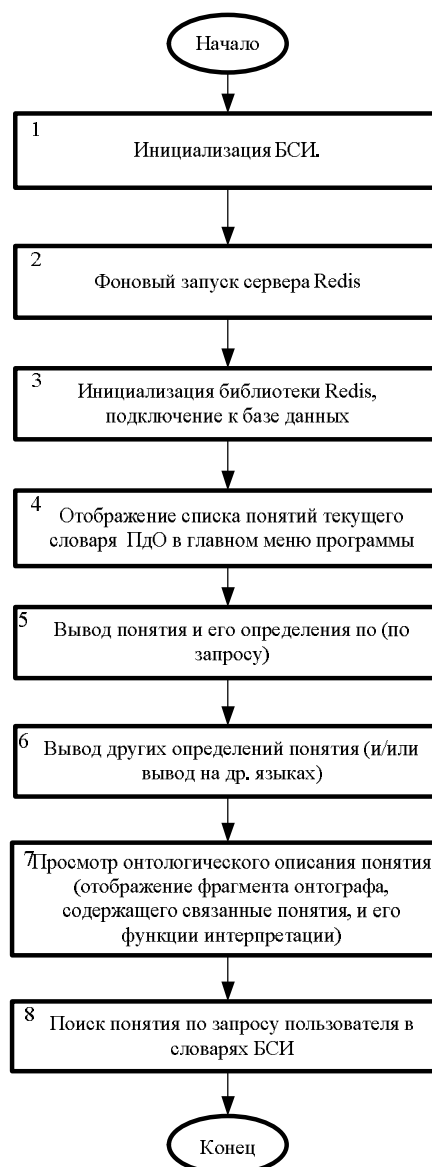 Начало
1
Инициализация БСИ.
2
Фоновый запуск сервера Redis
3
Инициализация библиотеки Redis,
подключение к базе данных
4
Отображение списка понятий текущего
словаря ПдО в главном меню программы
5
Вывод понятия и его определения по (по
запросу)
6
Вывод других определений понятия (и/или
вывод на др. языках)
7
Просмотр онтологического описания понятия
(отображение фрагмента онтографа,
содержащего связанные понятия, и его
функции интерпретации)
8
Поиск понятия по запросу пользователя в
словарях БСИ
Конец